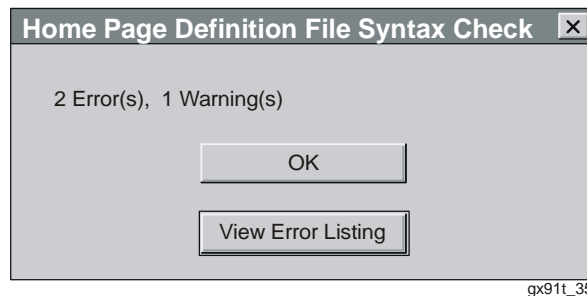 Home Page Definition File Syntax Check
2 Error(s), 1 Warning(s)
OK
View Error Listing